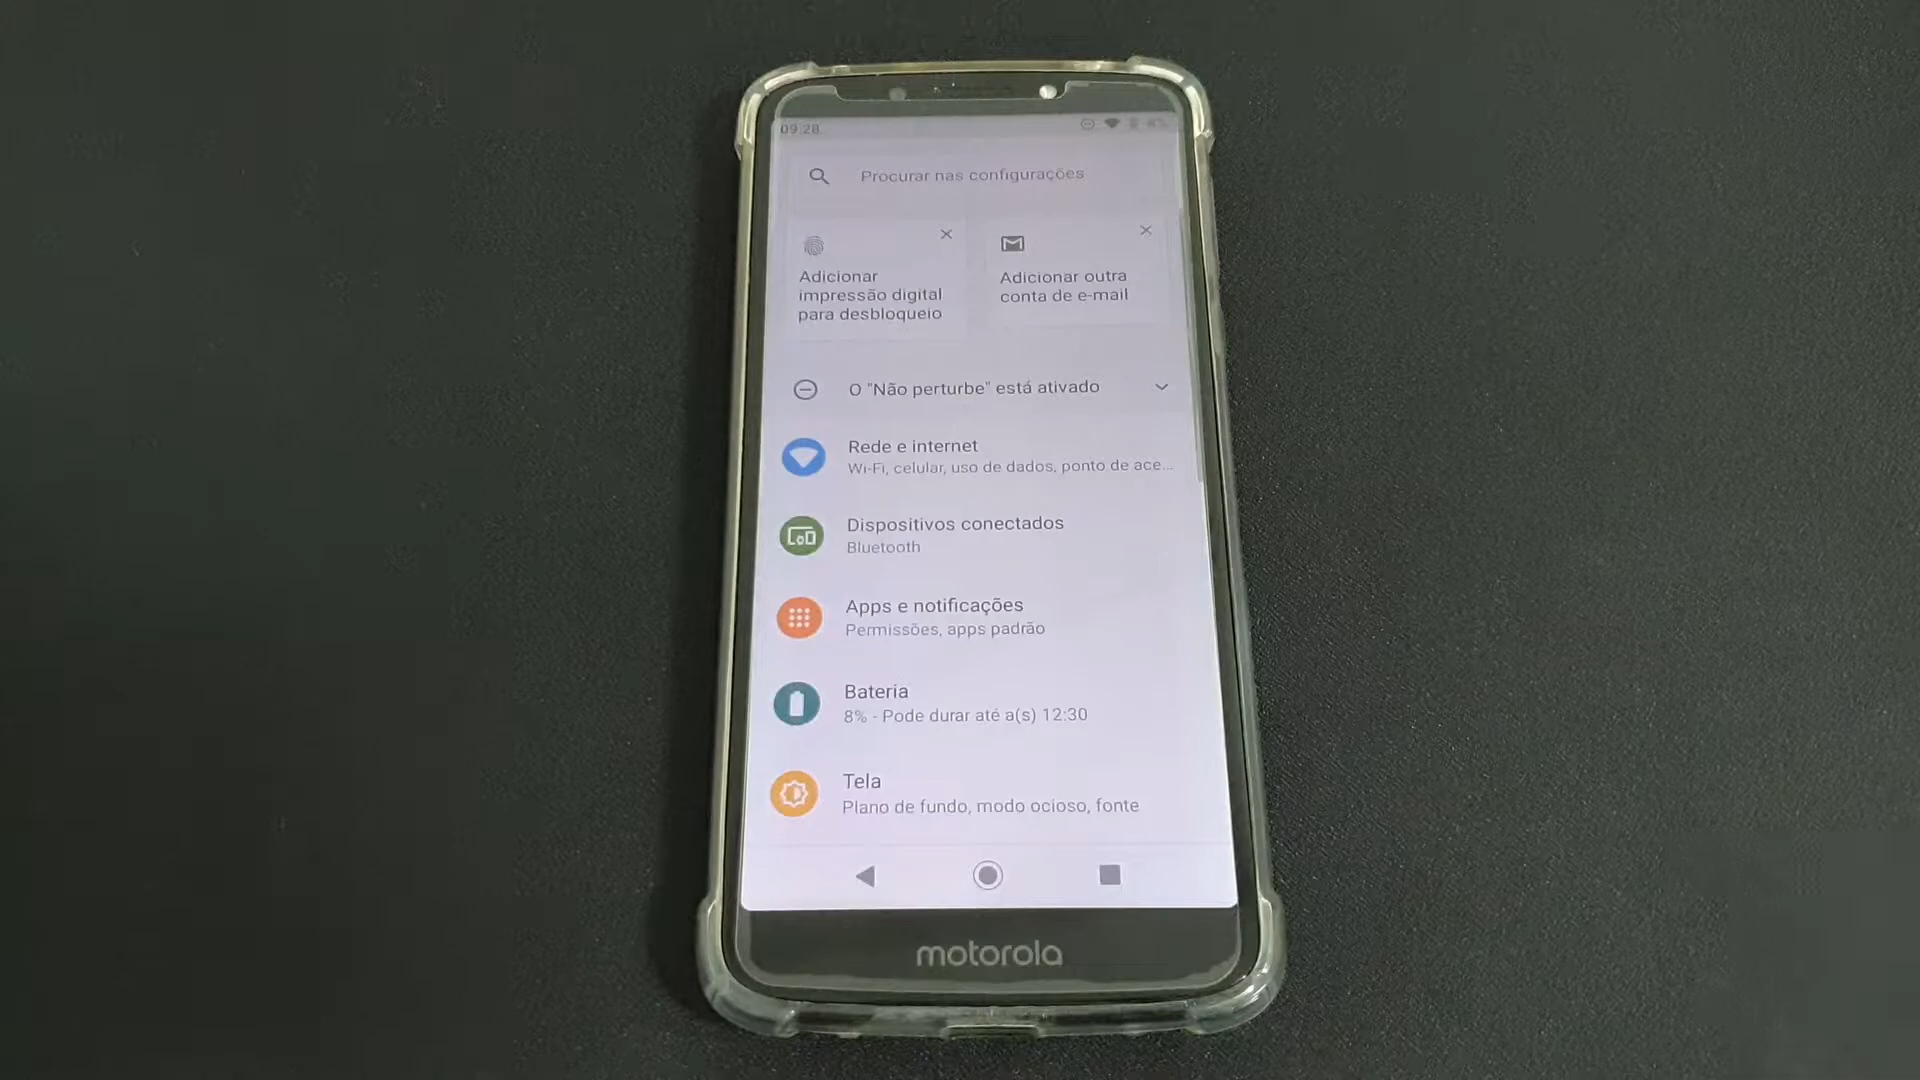 09:28
Procurar nas configurações
Adicionar
impressão digital
para desbloqueio
Adicionar outra
conta de e-mail
O "Não perturbe" está ativado
Rede e internet
Wi-Fi, celular, uso de dados, ponto de ace...
Dispositivos conectados
Bluetooth
Apps e notificações
Permissões, apps padrão
Bateria
8% - Pode durar até a(s) 12:30
Tela
Plano de fundo, modo ocioso, fonte
motorola